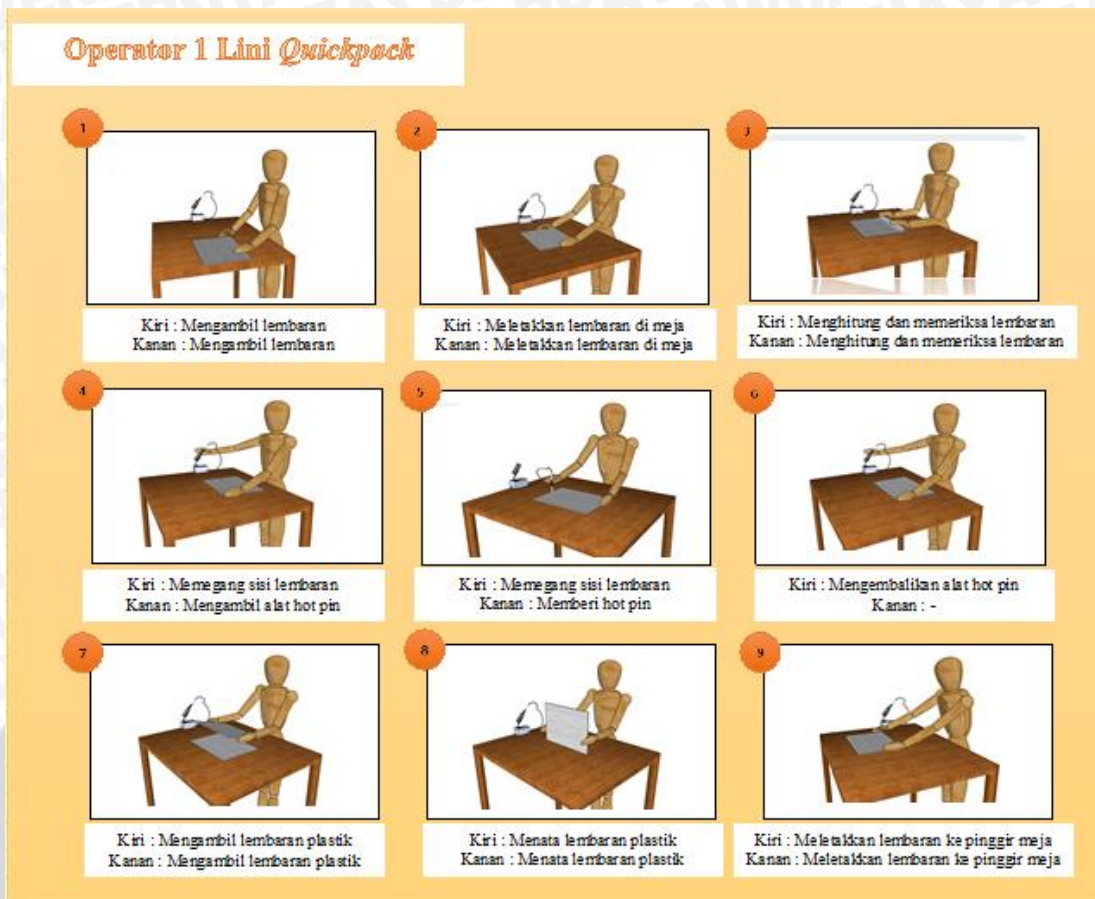 Operator 1 Lini Quickpack
1
2
3
Kiri : Mengambil lembaran
Kanan : Mengambil lembaran
Kiri : Meletakkan lembaran di meja
Kanan : Meletakkan lembaran di meja
Kiri : Menghitung dan memeriksa lembaran
Kanan : Menghitung dan memeriksa lembaran
4
5
6
Kiri : Memegang sisi lembaran
Kanan : Mengambil alat hot pin
Kiri : Memegang sisi lembaran
Kanan : Memberi hot pin
Kiri : Mengembalikan alat hot pin
Kanan : -
7
8
9
Kiri : Mengambil lembaran plastik
Kanan : Mengambil lembaran plastik
Kiri : Menata lembaran plastik
Kanan : Menata lembaran plastik
Kiri : Meletakkan lembaran ke pinggir meja
Kanan : Meletakkan lembaran ke pinggir meja